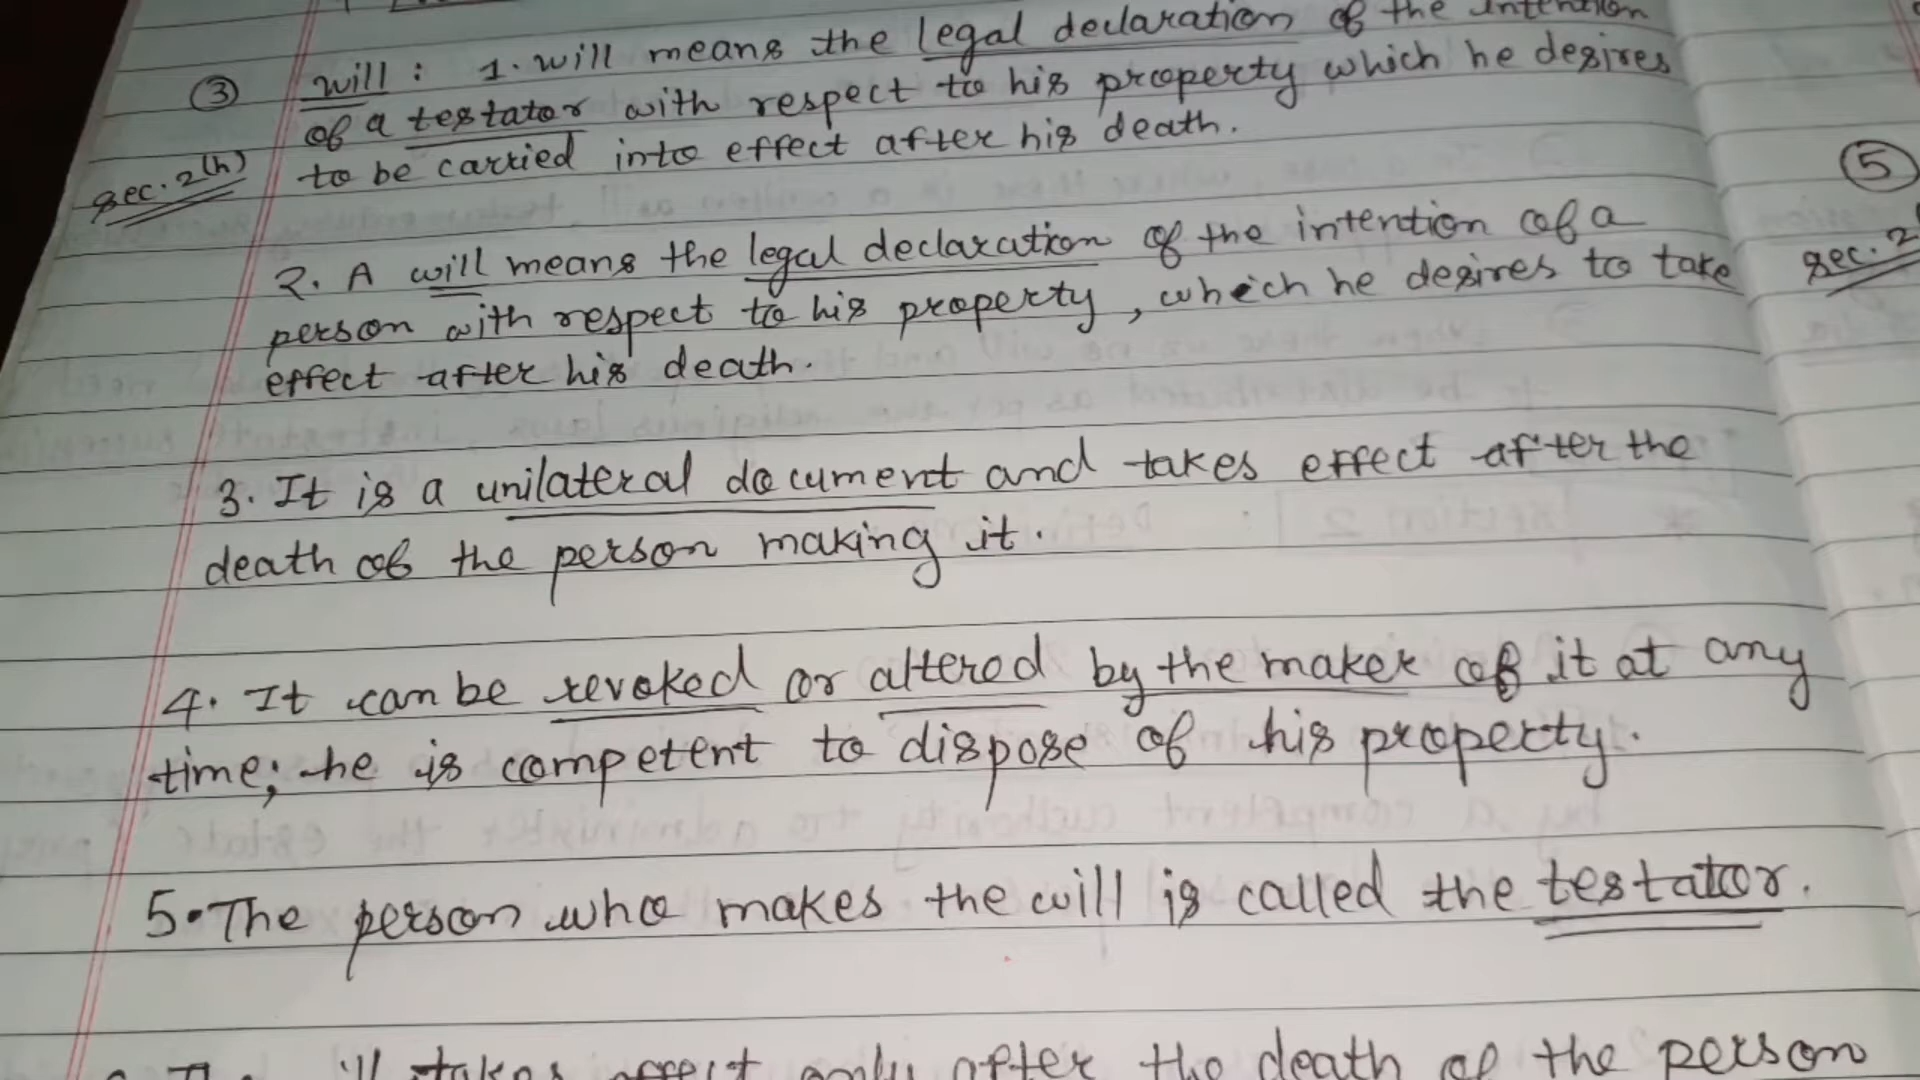 ③ will : 1. will means the legal declaration of the intention
of a testator with respect to his property which he desires
sec. 2(h) to be carried into effect after his death.
2. A will means the legal declaration of the intention of a
person with respect to his property, which he desires to take
effect after his death.
3. It is a unilateral document and takes effect after the
death of the person making it.
4. It can be revoked or altered by the maker of it at any
time; he is competent to dispose of his property.
5. The person who makes the will is called the testator.
takes effect only after the death of the person
⑤
sec. 2